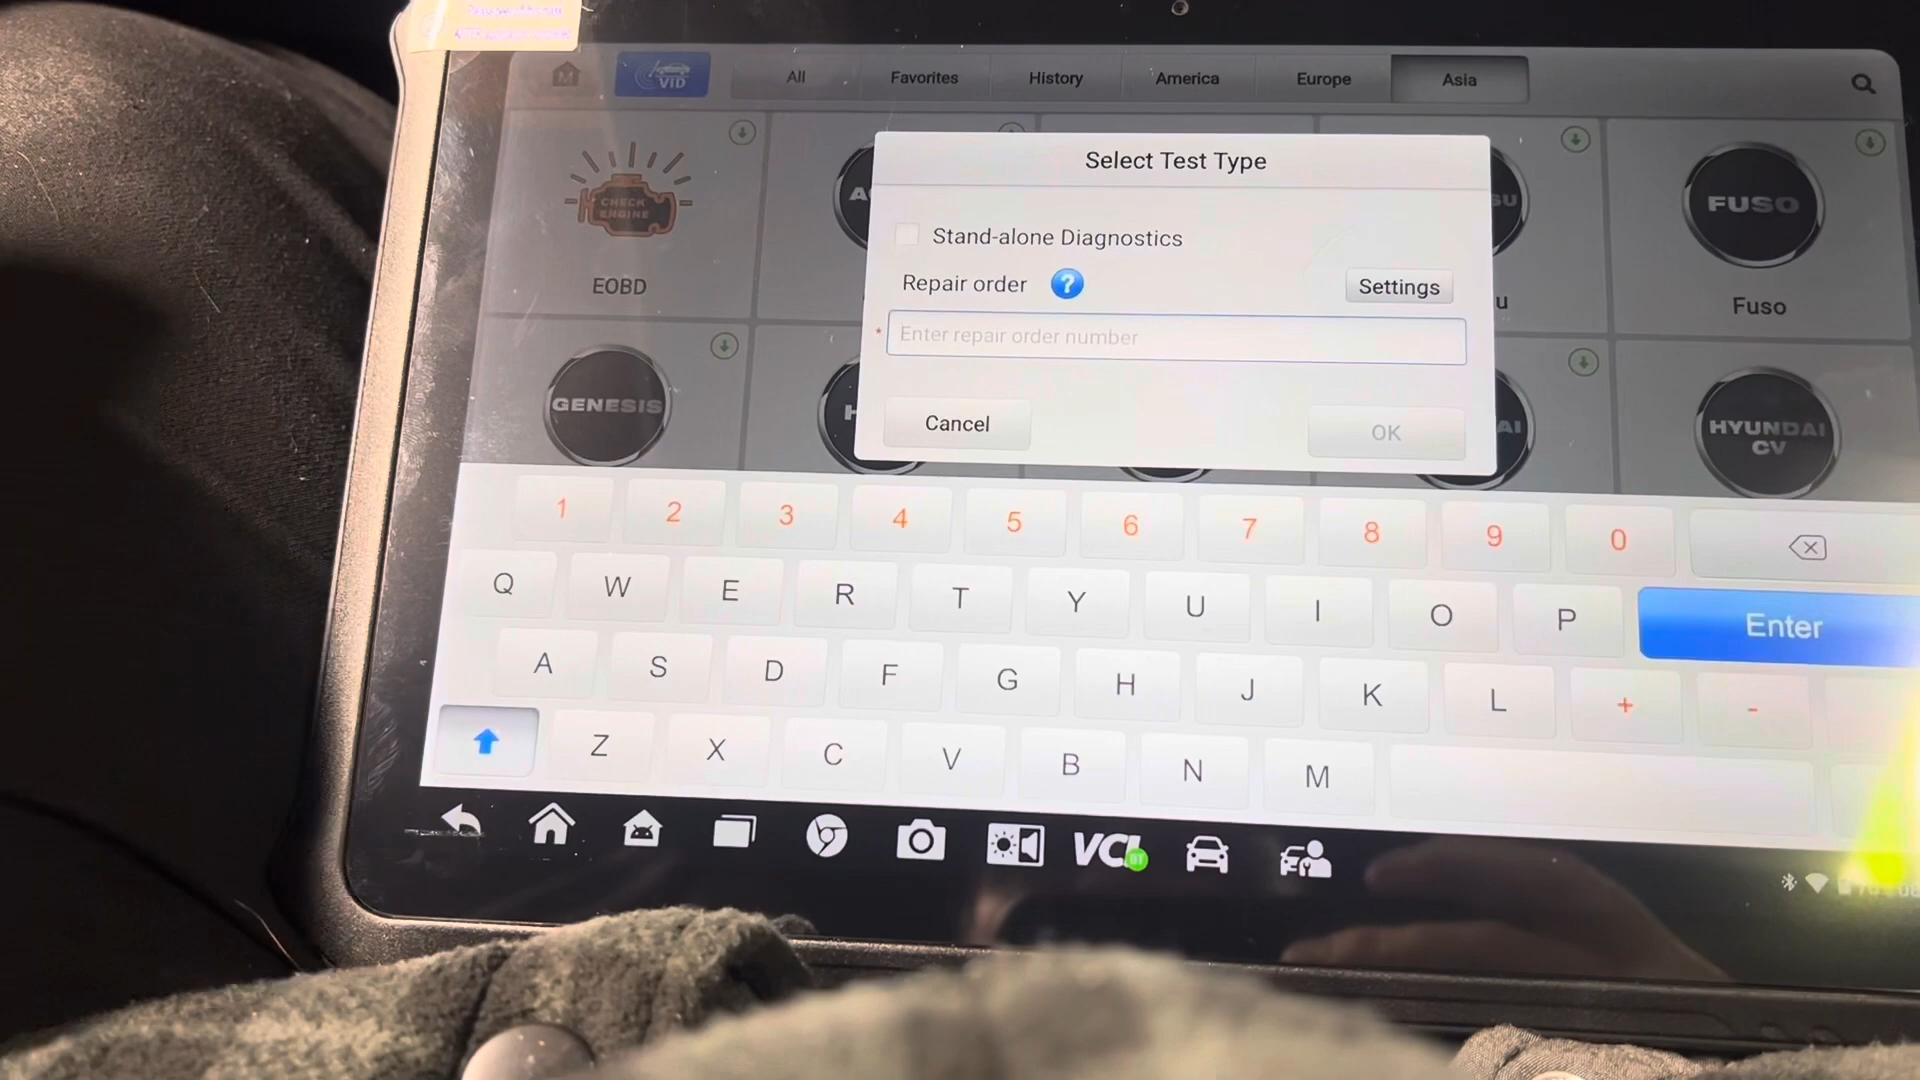 VID
All
Favorites
History
America
Europe
Asia
CHECK
ENGINE
EOBD
FUSO
Fuso
GENESIS
HYUNDAI
CV
Select Test Type
Stand-alone Diagnostics
Repair order
?
Settings
* Enter repair order number
Cancel
OK
1 2 3 4 5 6 7 8 9 0
Q W E R T Y U I O P
Enter
A S D F G H J K L + -
Z X C V B N M
VCI
BT